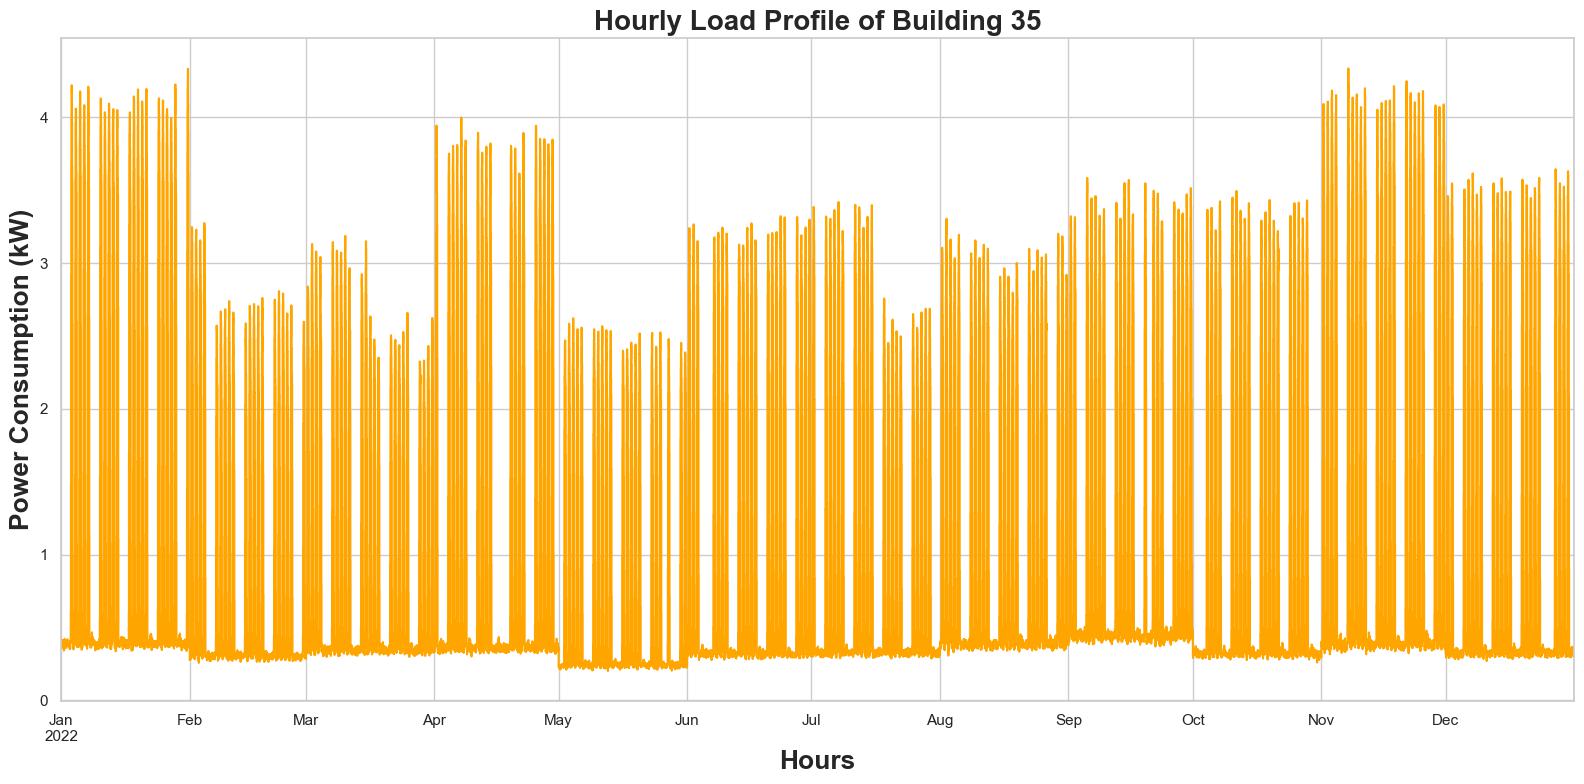 Hourly Load Profile of Building 35
Power Consumption (kW)
4
3
2
1
0
Jan Feb Mar Apr May Jun Jul Aug Sep Oct Nov Dec
2022
Hours